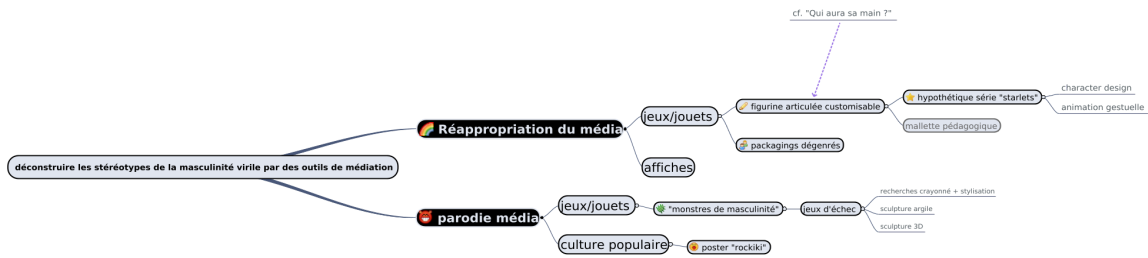 cf. "Qui aura sa main ?"
déconstruire les stéréotypes de la masculinité virile par des outils de médiation
Réappropriation du média
jeux/jouets
figurine articulée customisable
hypothétique série "starlets"
character design
animation gestuelle
mallette pédagogique
packagings dégenrés
affiches
parodie média
jeux/jouets
"monstres de masculinité"
jeux d'échec
recherches crayonné + stylisation
sculpture argile
sculpture 3D
culture populaire
poster "rockiki"